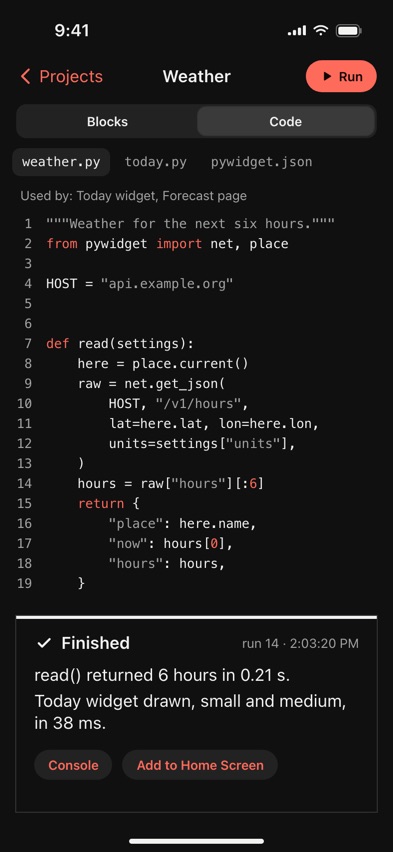 9:41
Projects
Weather
Run
Blocks
Code
weather.py today.py pywidget.json
Used by: Today widget, Forecast page
1 """Weather for the next six hours."""
2 from pywidget import net, place
3
4 HOST = "api.example.org"
5
6
7 def read(settings):
8     here = place.current()
9     raw = net.get_json(
10         HOST, "/v1/hours",
11         lat=here.lat, lon=here.lon,
12         units=settings["units"],
13     )
14     hours = raw["hours"][:6]
15     return {
16         "place": here.name,
17         "now": hours[0],
18         "hours": hours,
19     }
Finished
run 14 · 2:03:20 PM
read() returned 6 hours in 0.21 s.
Today widget drawn, small and medium,
in 38 ms.
Console
Add to Home Screen